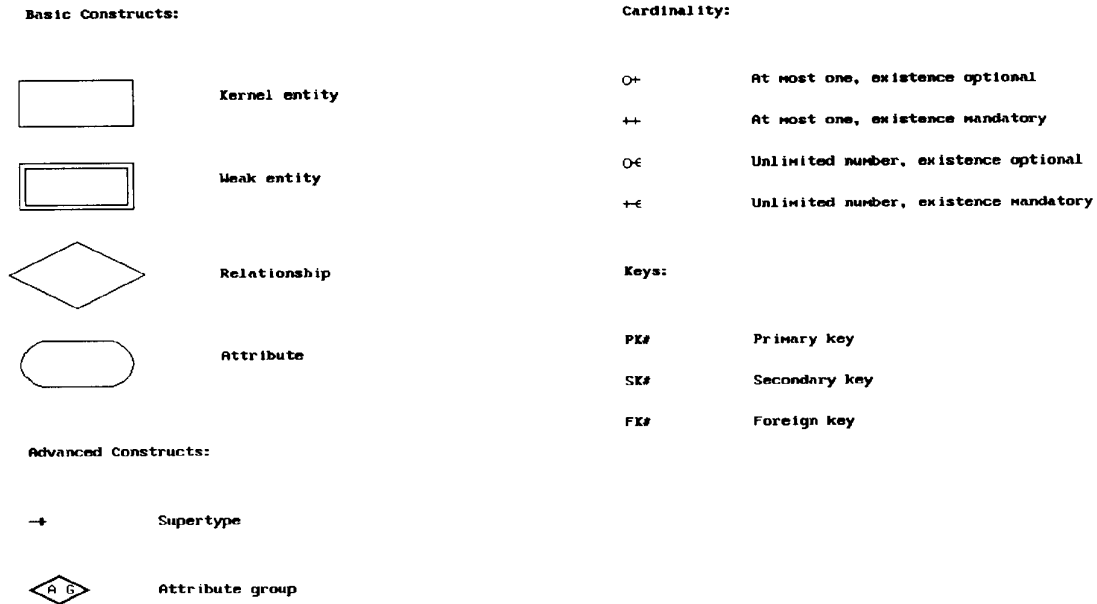 Basic Constructs:
Kernel entity
Weak entity
Relationship
Attribute
Advanced Constructs:
Supertype
A G
Attribute group
Cardinality:
At most one, existence optional
At most one, existence mandatory
Unlimited number, existence optional
Unlimited number, existence mandatory
Keys:
PK# Primary key
SK# Secondary key
FK# Foreign key